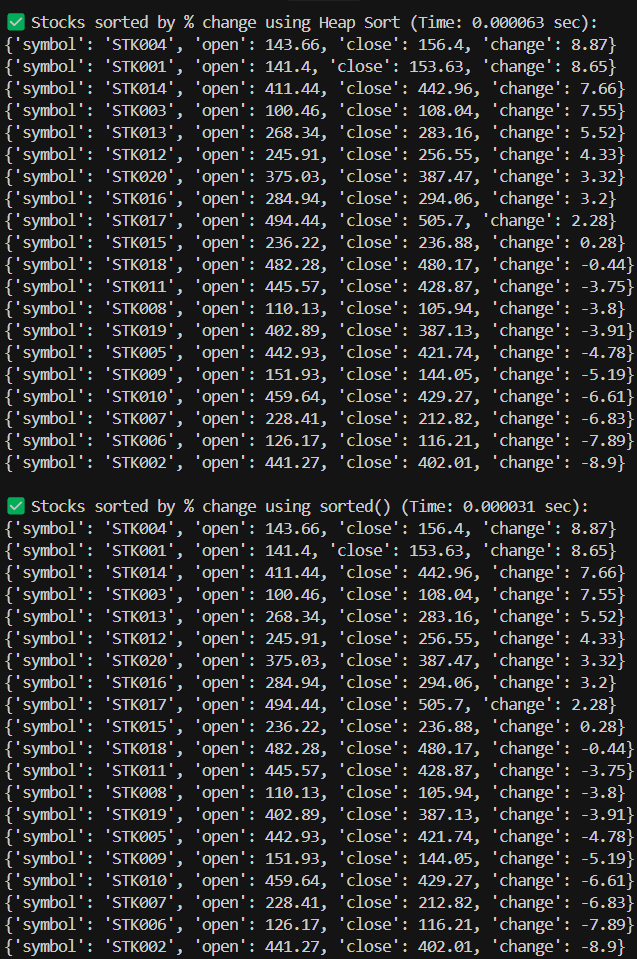 ✅ Stocks sorted by % change using Heap Sort (Time: 0.000063 sec):
{'symbol': 'STK004', 'open': 143.66, 'close': 156.4, 'change': 8.87}
{'symbol': 'STK001', 'open': 141.4, 'close': 153.63, 'change': 8.65}
{'symbol': 'STK014', 'open': 411.44, 'close': 442.96, 'change': 7.66}
{'symbol': 'STK003', 'open': 100.46, 'close': 108.04, 'change': 7.55}
{'symbol': 'STK013', 'open': 268.34, 'close': 283.16, 'change': 5.52}
{'symbol': 'STK012', 'open': 245.91, 'close': 256.55, 'change': 4.33}
{'symbol': 'STK020', 'open': 375.03, 'close': 387.47, 'change': 3.32}
{'symbol': 'STK016', 'open': 284.94, 'close': 294.06, 'change': 3.2}
{'symbol': 'STK017', 'open': 494.44, 'close': 505.7, 'change': 2.28}
{'symbol': 'STK015', 'open': 236.22, 'close': 236.88, 'change': 0.28}
{'symbol': 'STK018', 'open': 482.28, 'close': 480.17, 'change': -0.44}
{'symbol': 'STK011', 'open': 445.57, 'close': 428.87, 'change': -3.75}
{'symbol': 'STK008', 'open': 110.13, 'close': 105.94, 'change': -3.8}
{'symbol': 'STK019', 'open': 402.89, 'close': 387.13, 'change': -3.91}
{'symbol': 'STK005', 'open': 442.93, 'close': 421.74, 'change': -4.78}
{'symbol': 'STK009', 'open': 151.93, 'close': 144.05, 'change': -5.19}
{'symbol': 'STK010', 'open': 459.64, 'close': 429.27, 'change': -6.61}
{'symbol': 'STK007', 'open': 228.41, 'close': 212.82, 'change': -6.83}
{'symbol': 'STK006', 'open': 126.17, 'close': 116.21, 'change': -7.89}
{'symbol': 'STK002', 'open': 441.27, 'close': 402.01, 'change': -8.9}
✅ Stocks sorted by % change using sorted() (Time: 0.000031 sec):
{'symbol': 'STK004', 'open': 143.66, 'close': 156.4, 'change': 8.87}
{'symbol': 'STK001', 'open': 141.4, 'close': 153.63, 'change': 8.65}
{'symbol': 'STK014', 'open': 411.44, 'close': 442.96, 'change': 7.66}
{'symbol': 'STK003', 'open': 100.46, 'close': 108.04, 'change': 7.55}
{'symbol': 'STK013', 'open': 268.34, 'close': 283.16, 'change': 5.52}
{'symbol': 'STK012', 'open': 245.91, 'close': 256.55, 'change': 4.33}
{'symbol': 'STK020', 'open': 375.03, 'close': 387.47, 'change': 3.32}
{'symbol': 'STK016', 'open': 284.94, 'close': 294.06, 'change': 3.2}
{'symbol': 'STK017', 'open': 494.44, 'close': 505.7, 'change': 2.28}
{'symbol': 'STK015', 'open': 236.22, 'close': 236.88, 'change': 0.28}
{'symbol': 'STK018', 'open': 482.28, 'close': 480.17, 'change': -0.44}
{'symbol': 'STK011', 'open': 445.57, 'close': 428.87, 'change': -3.75}
{'symbol': 'STK008', 'open': 110.13, 'close': 105.94, 'change': -3.8}
{'symbol': 'STK019', 'open': 402.89, 'close': 387.13, 'change': -3.91}
{'symbol': 'STK005', 'open': 442.93, 'close': 421.74, 'change': -4.78}
{'symbol': 'STK009', 'open': 151.93, 'close': 144.05, 'change': -5.19}
{'symbol': 'STK010', 'open': 459.64, 'close': 429.27, 'change': -6.61}
{'symbol': 'STK007', 'open': 228.41, 'close': 212.82, 'change': -6.83}
{'symbol': 'STK006', 'open': 126.17, 'close': 116.21, 'change': -7.89}
{'symbol': 'STK002', 'open': 441.27, 'close': 402.01, 'change': -8.9}